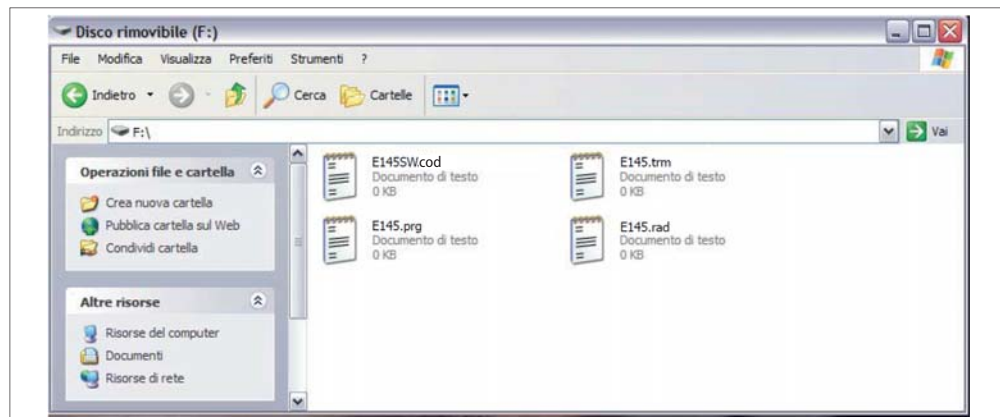 Disco rimovibile (F:)
File Modifica Visualizza Preferiti Strumenti ?
Indietro Cerca Cartelle
Indirizzo F:\ Vai
Operazioni file e cartella
Crea nuova cartella
Pubblica cartella sul Web
Condividi cartella
Altre risorse
Risorse del computer
Documenti
Risorse di rete
E145SW.cod
Documento di testo
0 KB
E145.trm
Documento di testo
0 KB
E145.prg
Documento di testo
0 KB
E145.rad
Documento di testo
0 KB